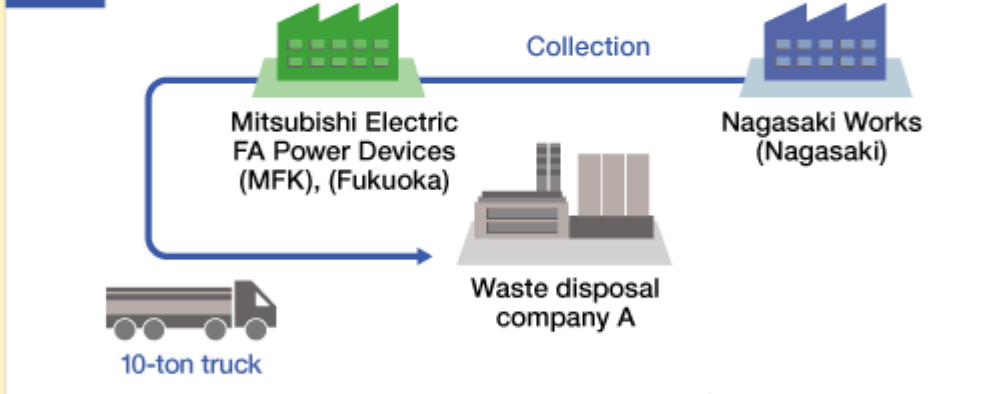 Collection
Mitsubishi Electric
FA Power Devices
(MFK), (Fukuoka)
Nagasaki Works
(Nagasaki)
Waste disposal
company A
10-ton truck